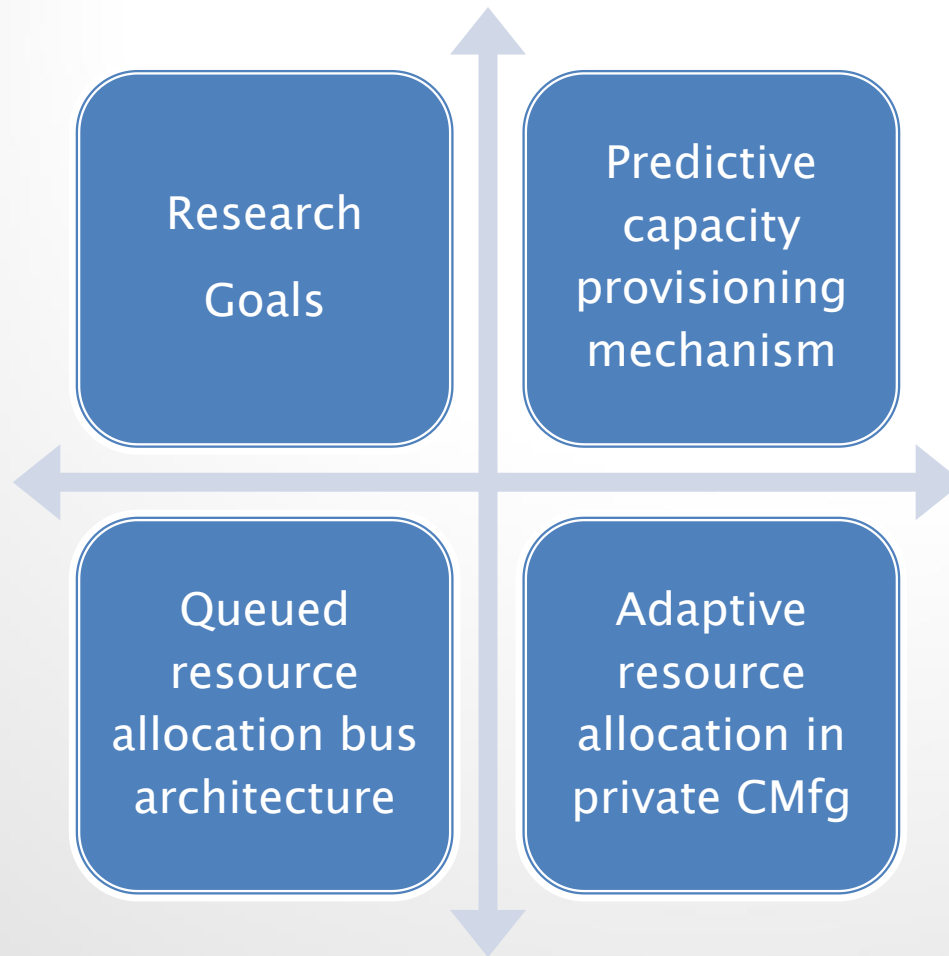 Research
Goals
Predictive
capacity
provisioning
mechanism
Queued
resource
allocation bus
architecture
Adaptive
resource
allocation in
private CMfg